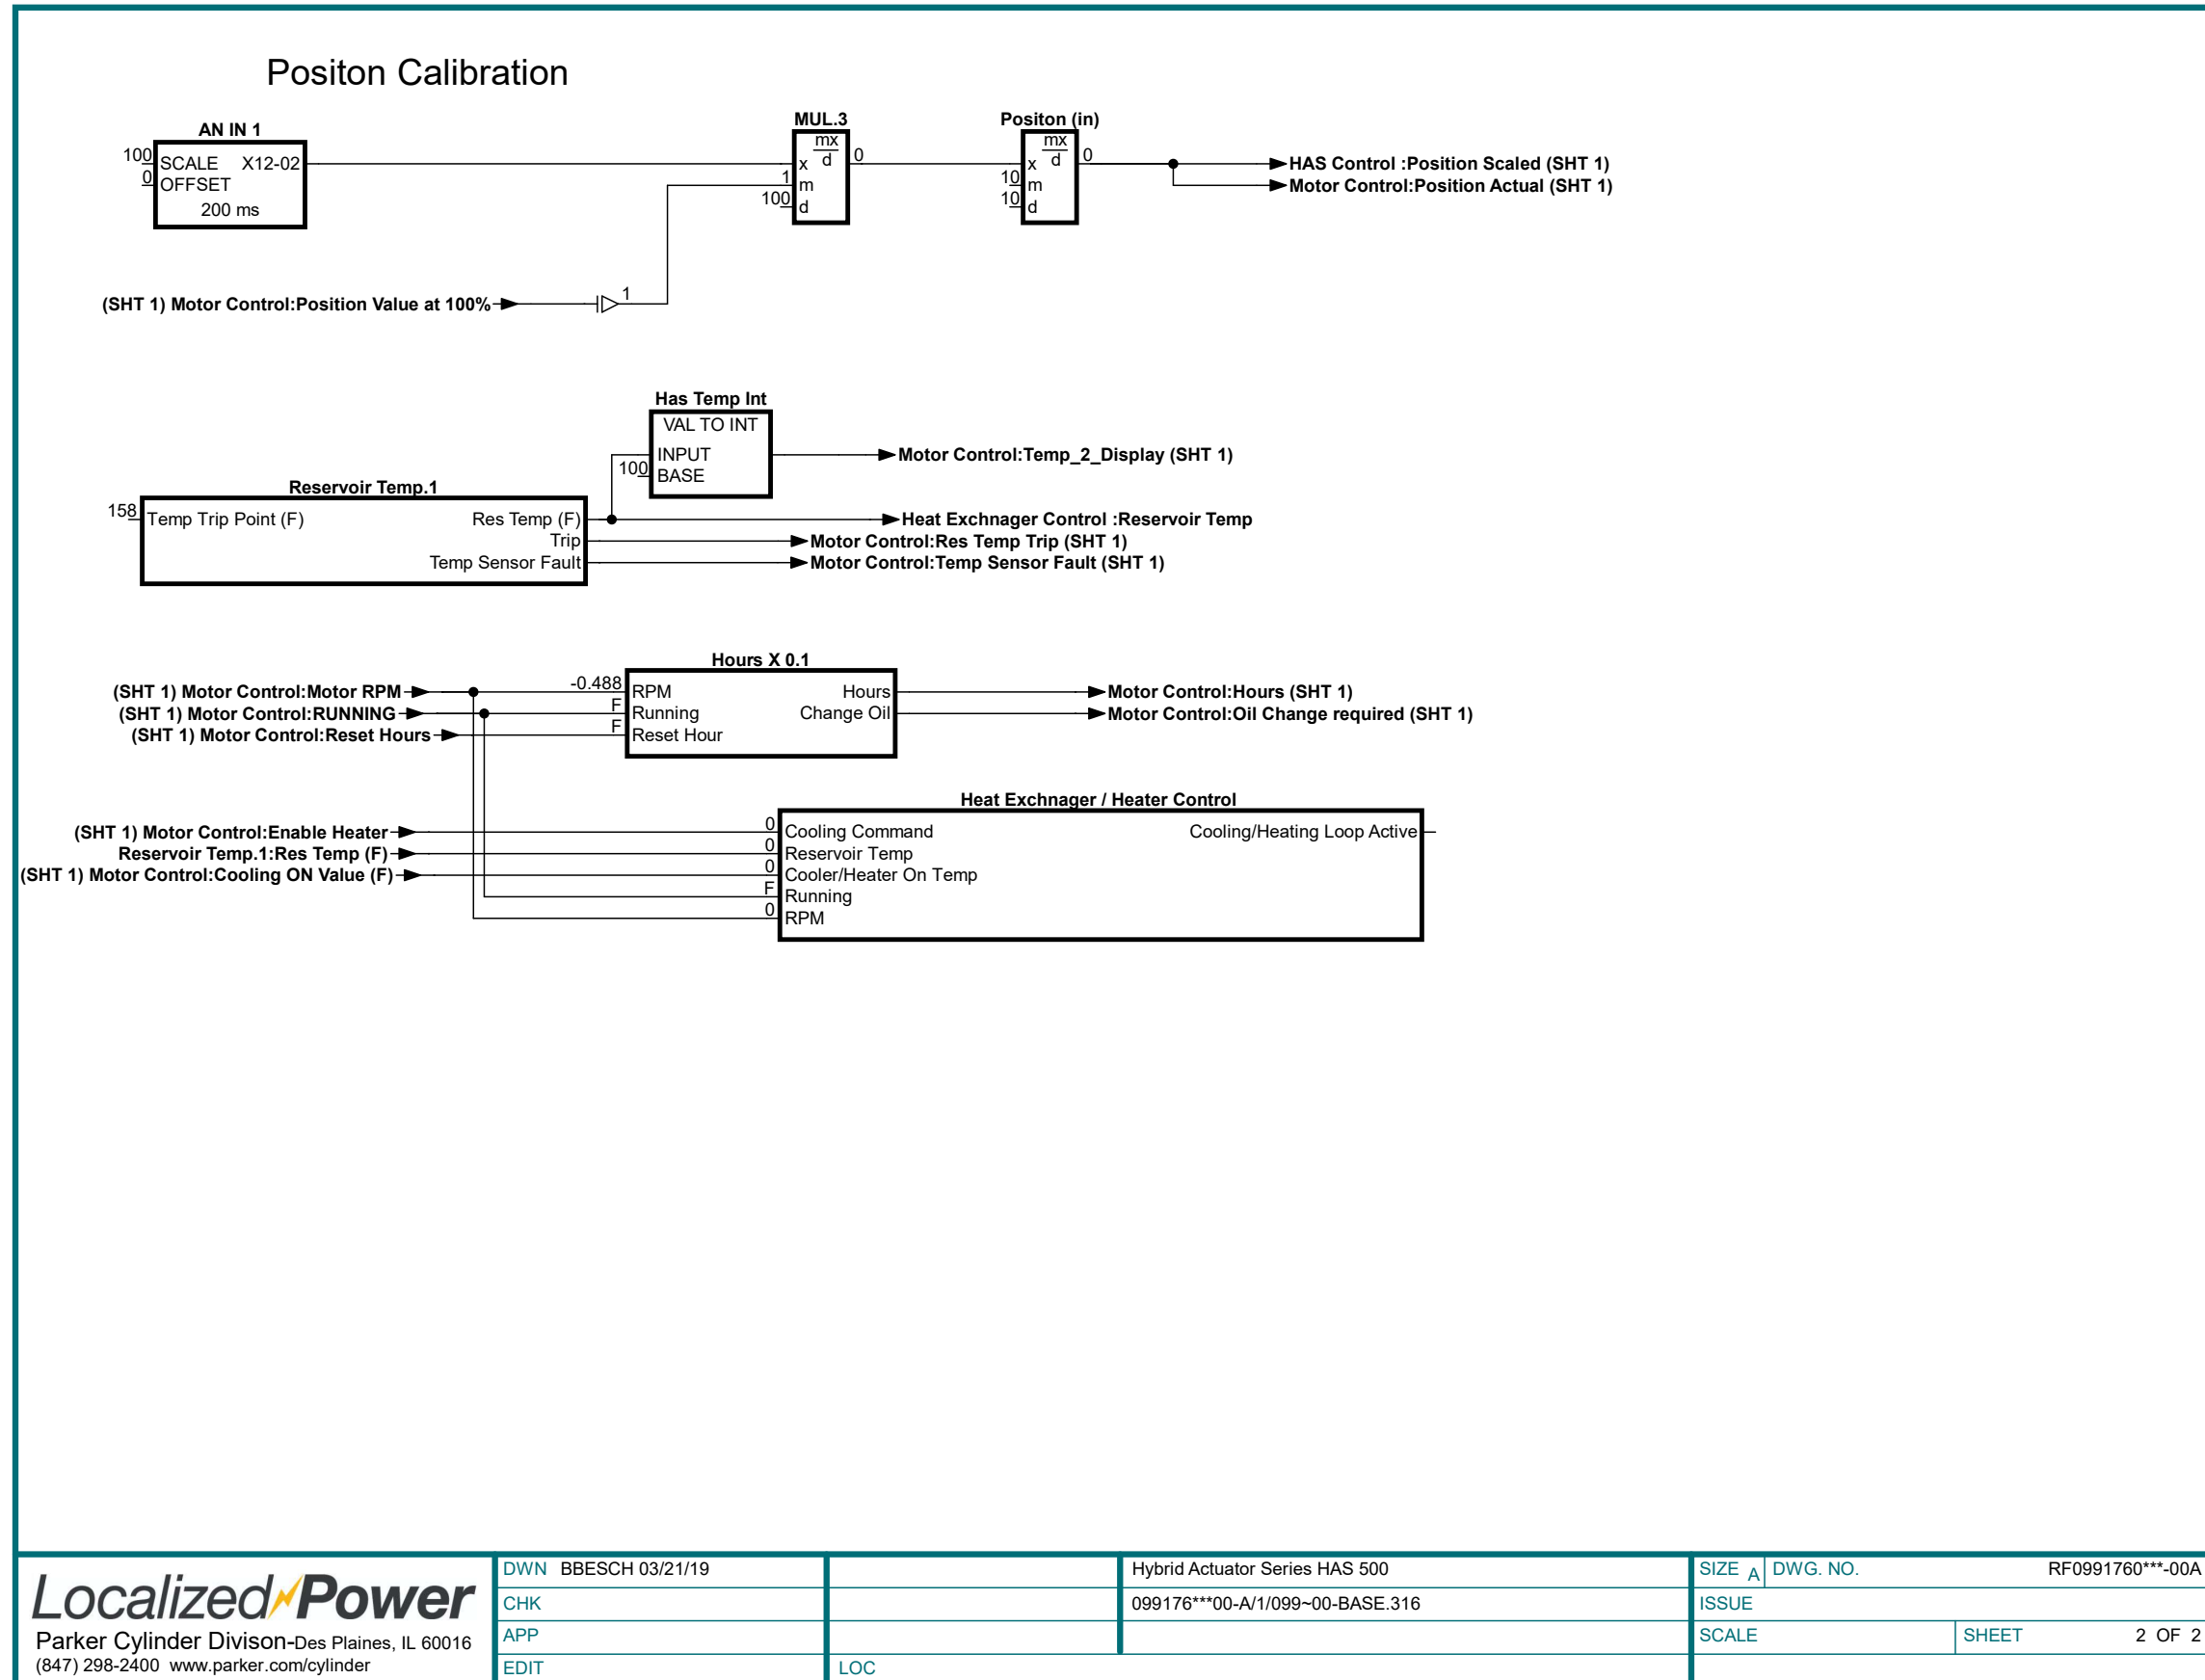 Positon Calibration
AN IN 1
100 SCALE X12-02
0 OFFSET
200 ms
MUL.3
mx
d
0
x
1 m
100 d
Positon (in)
mx
d
0
x
10 m
10 d
HAS Control :Position Scaled (SHT 1)
Motor Control:Position Actual (SHT 1)
(SHT 1) Motor Control:Position Value at 100% 1
Has Temp Int
VAL TO INT
INPUT
100 BASE
Motor Control:Temp_2_Display (SHT 1)
Reservoir Temp.1
158 Temp Trip Point (F) Res Temp (F)
Trip
Temp Sensor Fault
Heat Exchnager Control :Reservoir Temp
Motor Control:Res Temp Trip (SHT 1)
Motor Control:Temp Sensor Fault (SHT 1)
Hours X 0.1
(SHT 1) Motor Control:Motor RPM -0.488 RPM Hours Motor Control:Hours (SHT 1)
(SHT 1) Motor Control:RUNNING F Running Change Oil Motor Control:Oil Change required (SHT 1)
(SHT 1) Motor Control:Reset Hours F Reset Hour
Heat Exchnager / Heater Control
(SHT 1) Motor Control:Enable Heater 0 Cooling Command Cooling/Heating Loop Active
Reservoir Temp.1:Res Temp (F) 0 Reservoir Temp
(SHT 1) Motor Control:Cooling ON Value (F) 0 Cooler/Heater On Temp
F Running
0 RPM
Localized Power
Parker Cylinder Divison-Des Plaines, IL 60016
(847) 298-2400 www.parker.com/cylinder
DWN BBESCH 03/21/19
CHK
APP
EDIT
LOC
Hybrid Actuator Series HAS 500
099176***00-A/1/099~00-BASE.316
SIZE A DWG. NO. RF0991760***-00A
ISSUE
SCALE SHEET 2 OF 2